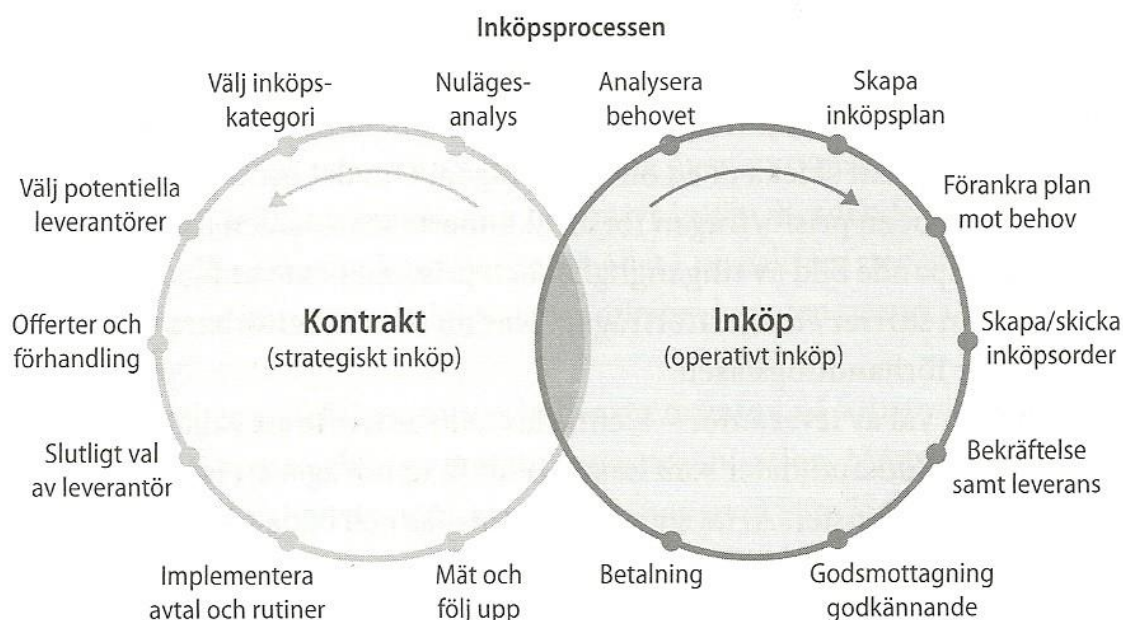 Inköpsprocessen
Välj inköps-
kategori
Nuläges-
analys
Analysera
behovet
Skapa
inköpsplan
Välj potentiella
leverantörer
Förankra plan
mot behov
Offerter och
förhandling
Kontrakt
(strategiskt inköp)
Inköp
(operativt inköp)
Skapa/skicka
inköpsorder
Slutligt val
av leverantör
Bekräftelse
samt leverans
Implementera
avtal och rutiner
Mät och
följ upp
Betalning
Godsmottagning
godkännande